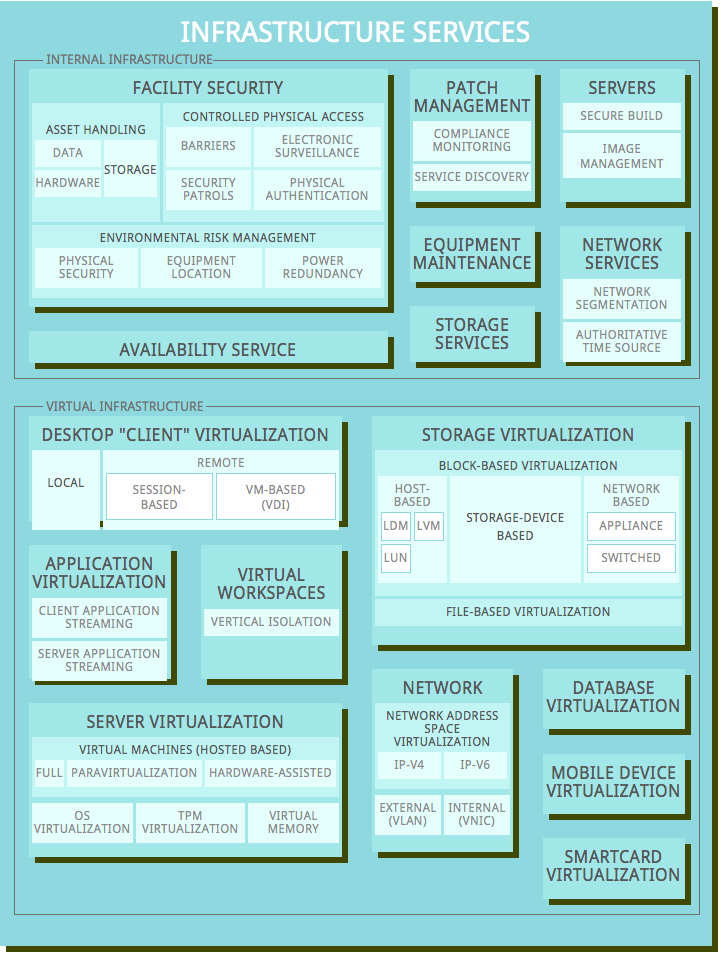 INFRASTRUCTURE SERVICES
INTERNAL INFRASTRUCTURE
FACILITY SECURITY
ASSET HANDLING
DATA
HARDWARE
STORAGE
CONTROLLED PHYSICAL ACCESS
BARRIERS
ELECTRONIC
SURVEILLANCE
SECURITY
PATROLS
PHYSICAL
AUTHENTICATION
ENVIRONMENTAL RISK MANAGEMENT
PHYSICAL
SECURITY
EQUIPMENT
LOCATION
POWER
REDUNDANCY
AVAILABILITY SERVICE
PATCH
MANAGEMENT
COMPLIANCE
MONITORING
SERVICE DISCOVERY
EQUIPMENT
MAINTENANCE
STORAGE
SERVICES
SERVERS
SECURE BUILD
IMAGE
MANAGEMENT
NETWORK
SERVICES
NETWORK
SEGMENTATION
AUTHORITATIVE
TIME SOURCE
VIRTUAL INFRASTRUCTURE
DESKTOP "CLIENT" VIRTUALIZATION
LOCAL
REMOTE
SESSION-
BASED
VM-BASED
(VDI)
STORAGE VIRTUALIZATION
BLOCK-BASED VIRTUALIZATION
HOST-
BASED
LDM
LVM
LUN
STORAGE-DEVICE
BASED
NETWORK
BASED
APPLIANCE
SWITCHED
FILE-BASED VIRTUALIZATION
APPLICATION
VIRTUALIZATION
CLIENT APPLICATION
STREAMING
SERVER APPLICATION
STREAMING
VIRTUAL
WORKSPACES
VERTICAL ISOLATION
SERVER VIRTUALIZATION
VIRTUAL MACHINES (HOSTED BASED)
FULL
PARAVIRTUALIZATION
HARDWARE-ASSISTED
OS
VIRTUALIZATION
TPM
VIRTUALIZATION
VIRTUAL
MEMORY
NETWORK
NETWORK ADDRESS
SPACE
VIRTUALIZATION
IP-V4
IP-V6
EXTERNAL
(VLAN)
INTERNAL
(VNIC)
DATABASE
VIRTUALIZATION
MOBILE DEVICE
VIRTUALIZATION
SMARTCARD
VIRTUALIZATION